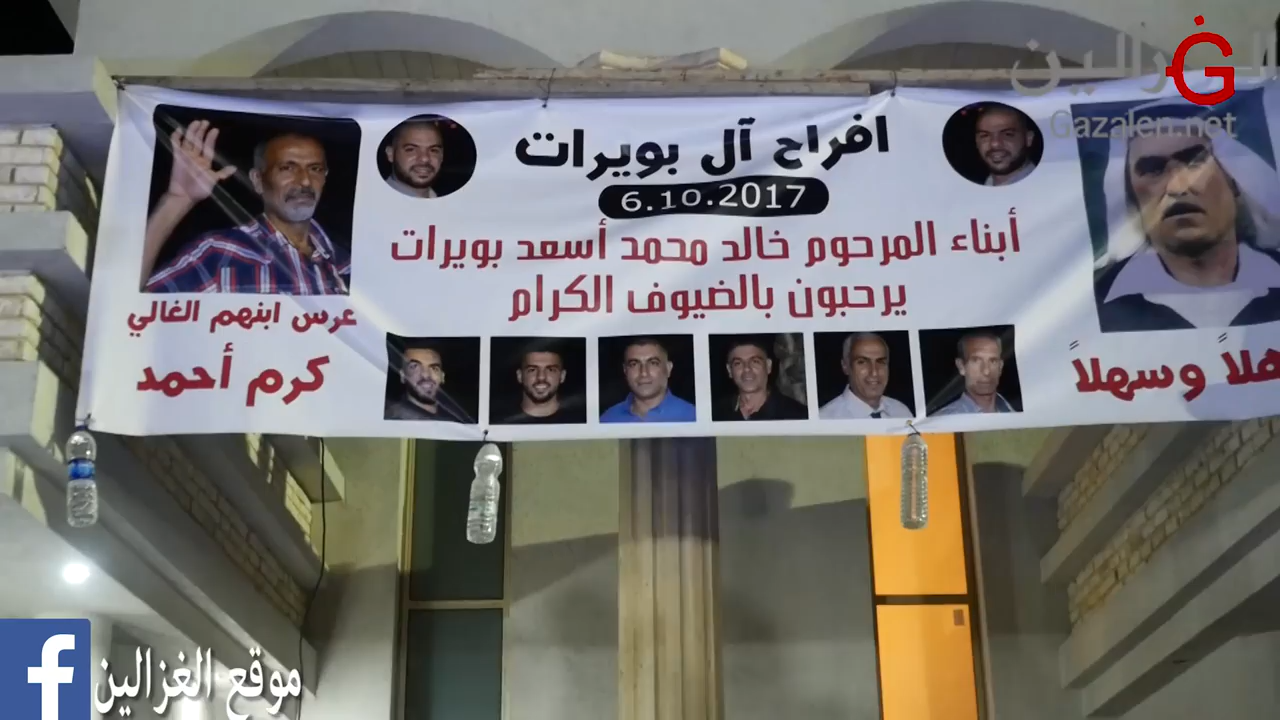 الغزالين
Gazalen.net
افراح آل بويرات
6.10.2017
أبناء المرحوم خالد محمد أسعد بويرات
يرحبون بالضيوف الكرام
هلاً وسهلاً
عرس ابنهم الغالي
كرم أحمد
f موقع الغزالين